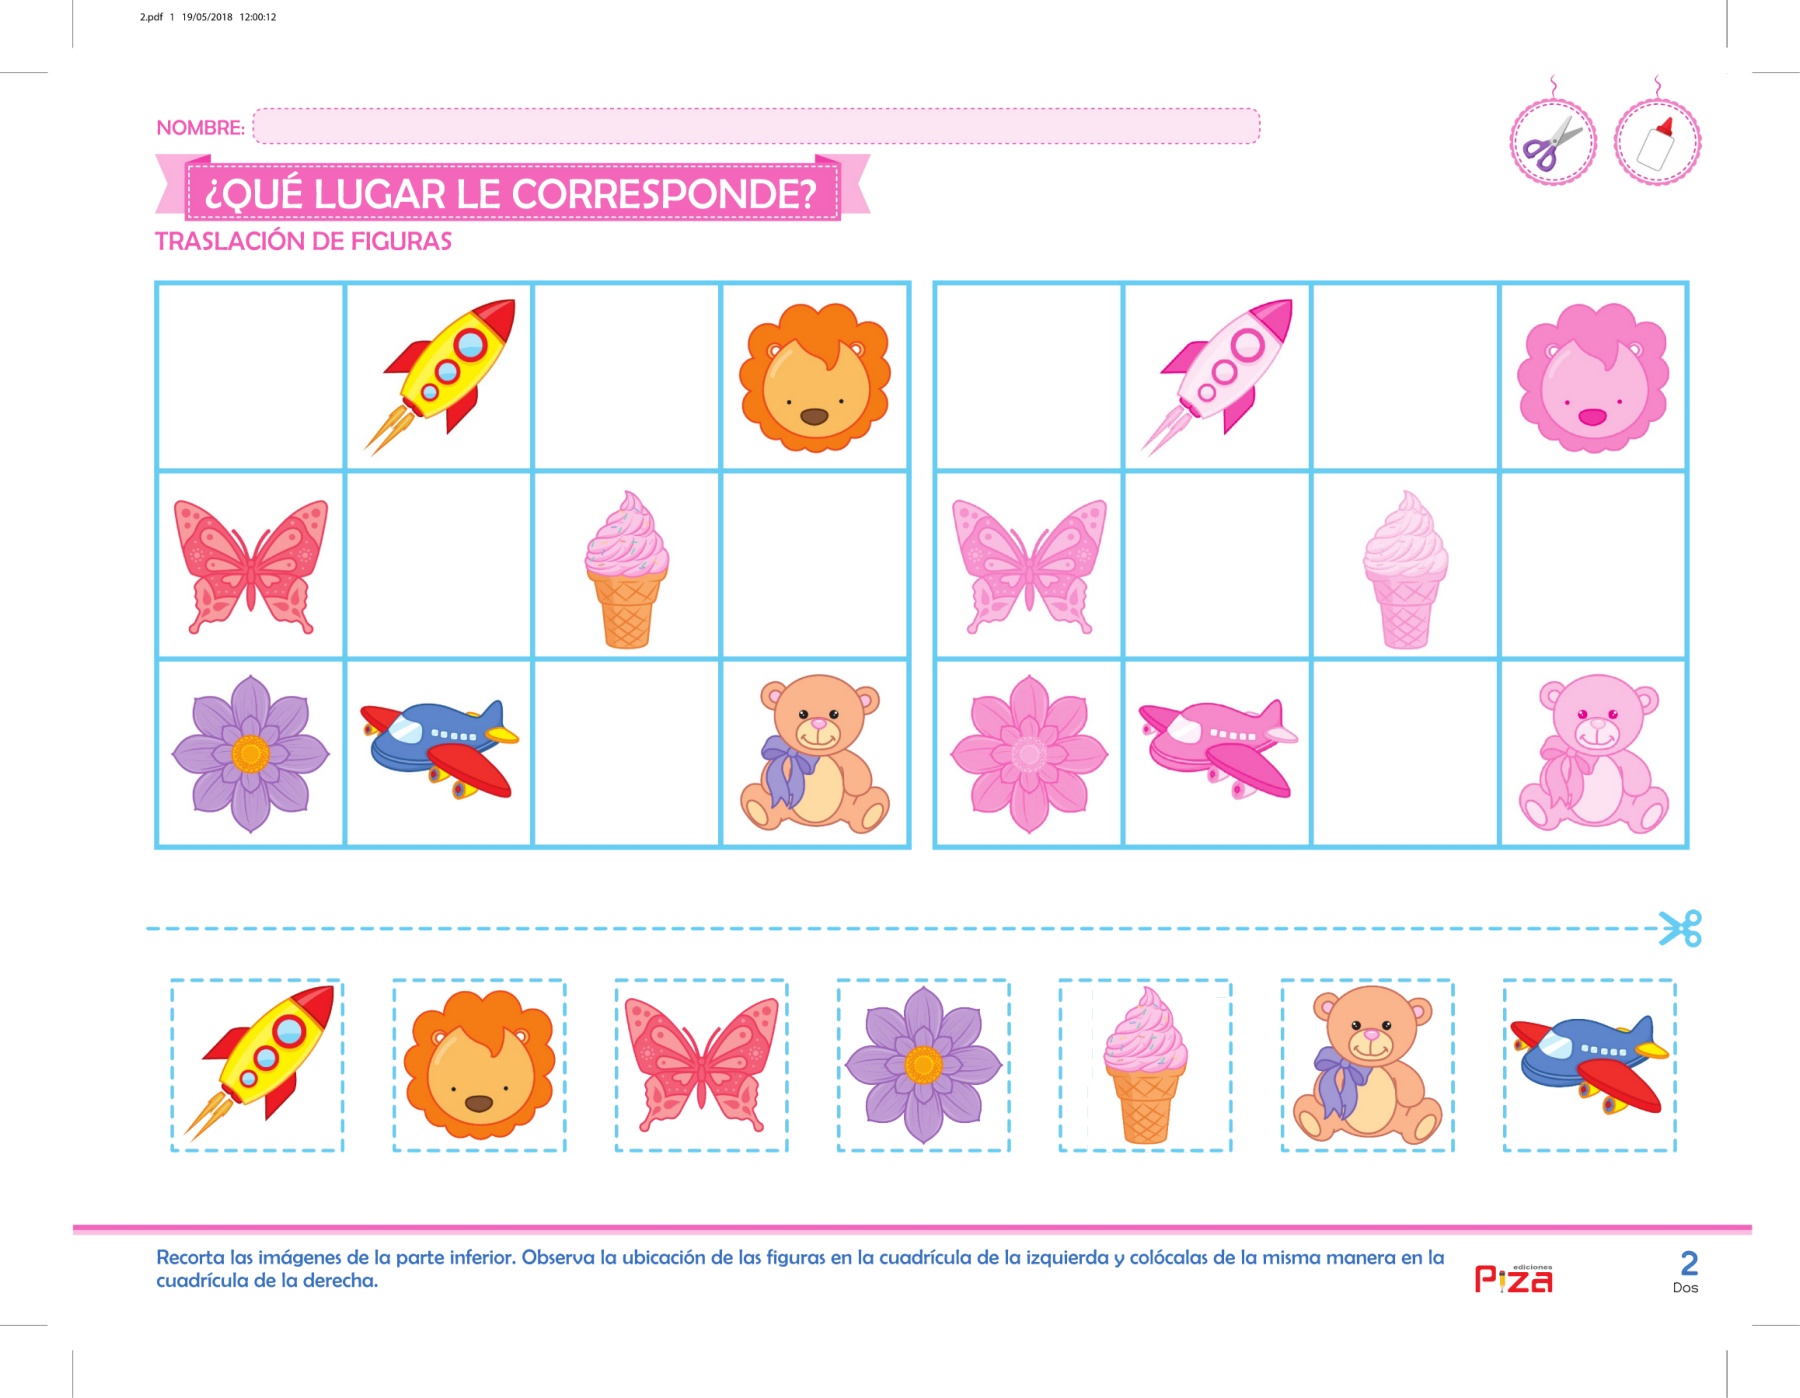 2.pdf 1 19/05/2018 12:00:12
NOMBRE:
¿QUÉ LUGAR LE CORRESPONDE?
TRASLACIÓN DE FIGURAS
Recorta las imágenes de la parte inferior. Observa la ubicación de las figuras en la cuadrícula de la izquierda y colócalas de la misma manera en la
cuadrícula de la derecha.
ediciones
Piza
2
Dos